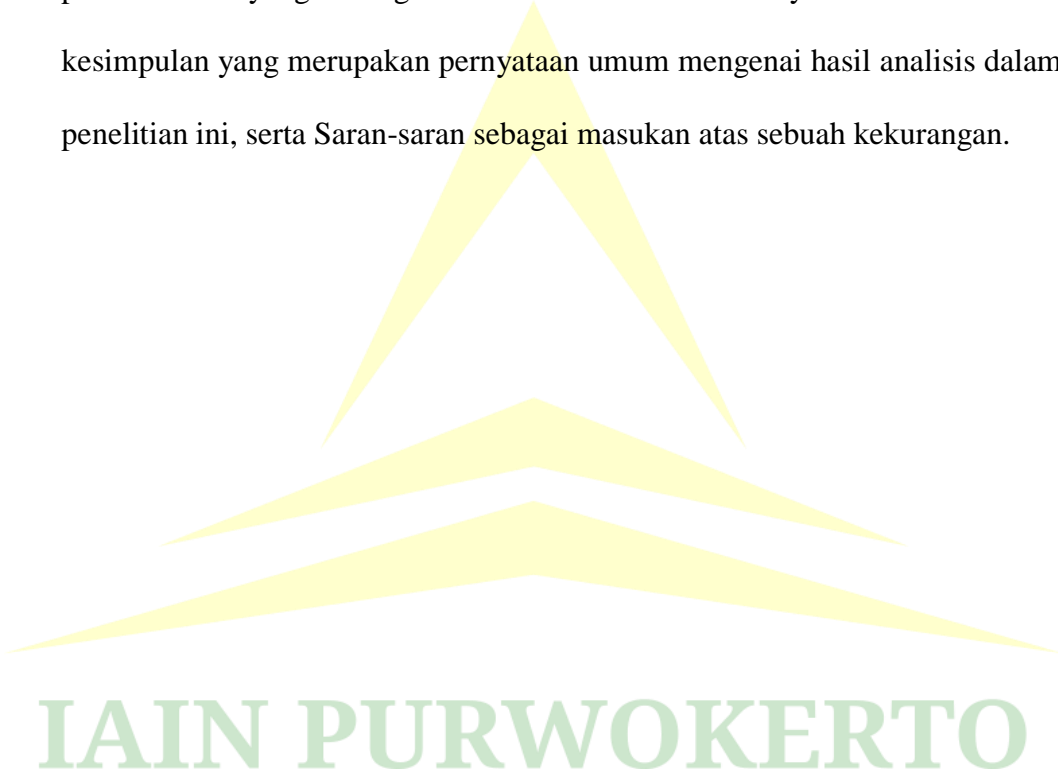 kesimpulan yang merupakan pernyataan umum mengenai hasil analisis dalam
penelitian ini, serta Saran-saran sebagai masukan atas sebuah kekurangan.
IAIN PURWOKERTO